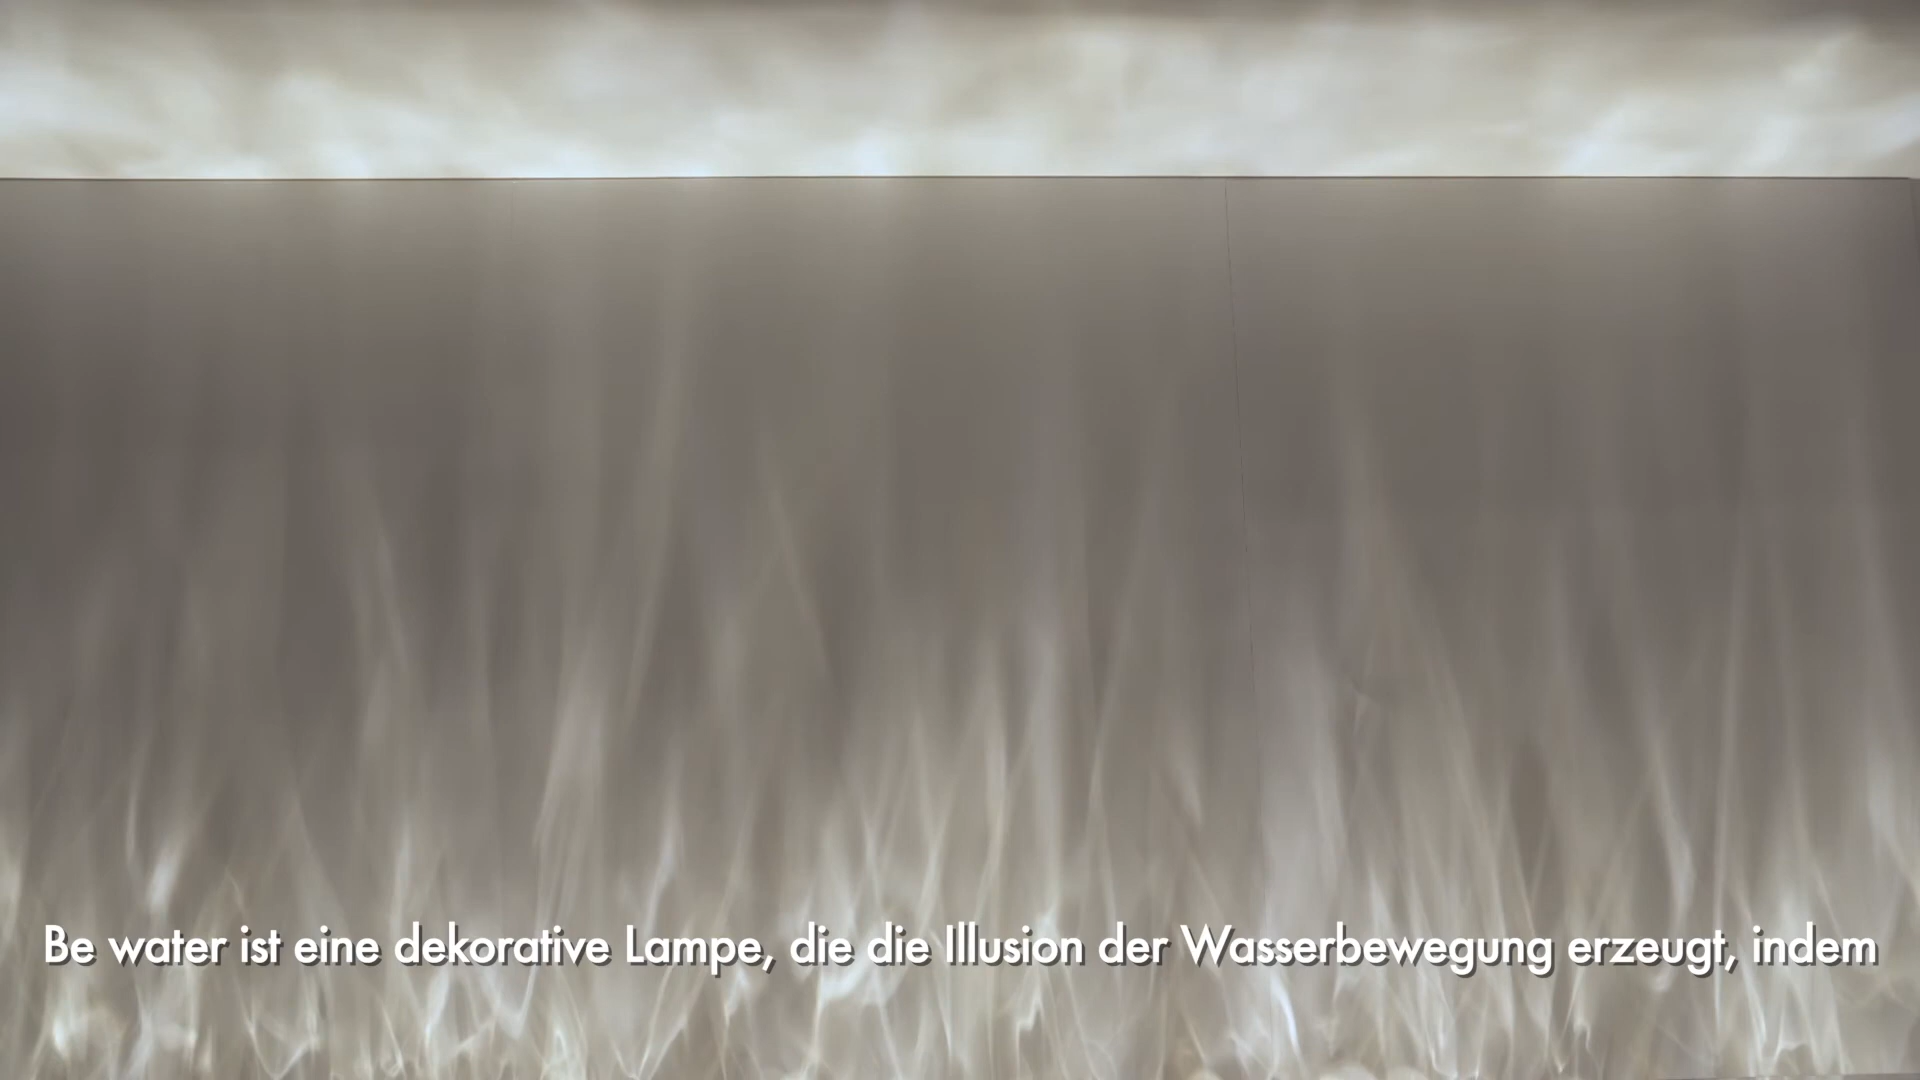 Be water ist eine dekorative Lampe, die die Illusion der Wasserbewegung erzeugt, indem